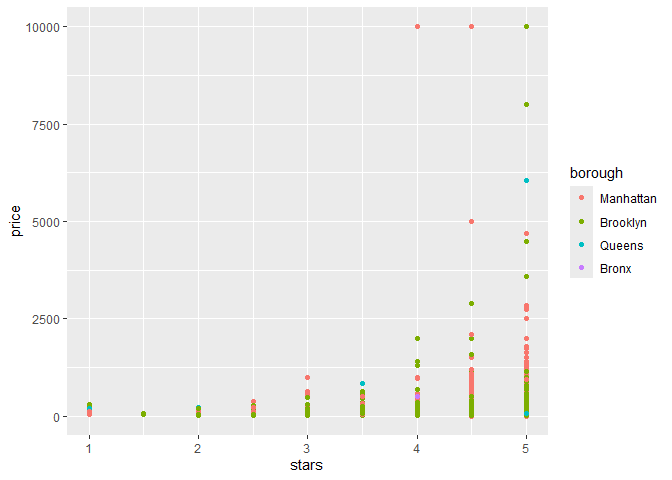 10000
7500
5000
2500
0
price
1
2
3
4
5
stars
borough
Manhattan
Brooklyn
Queens
Bronx